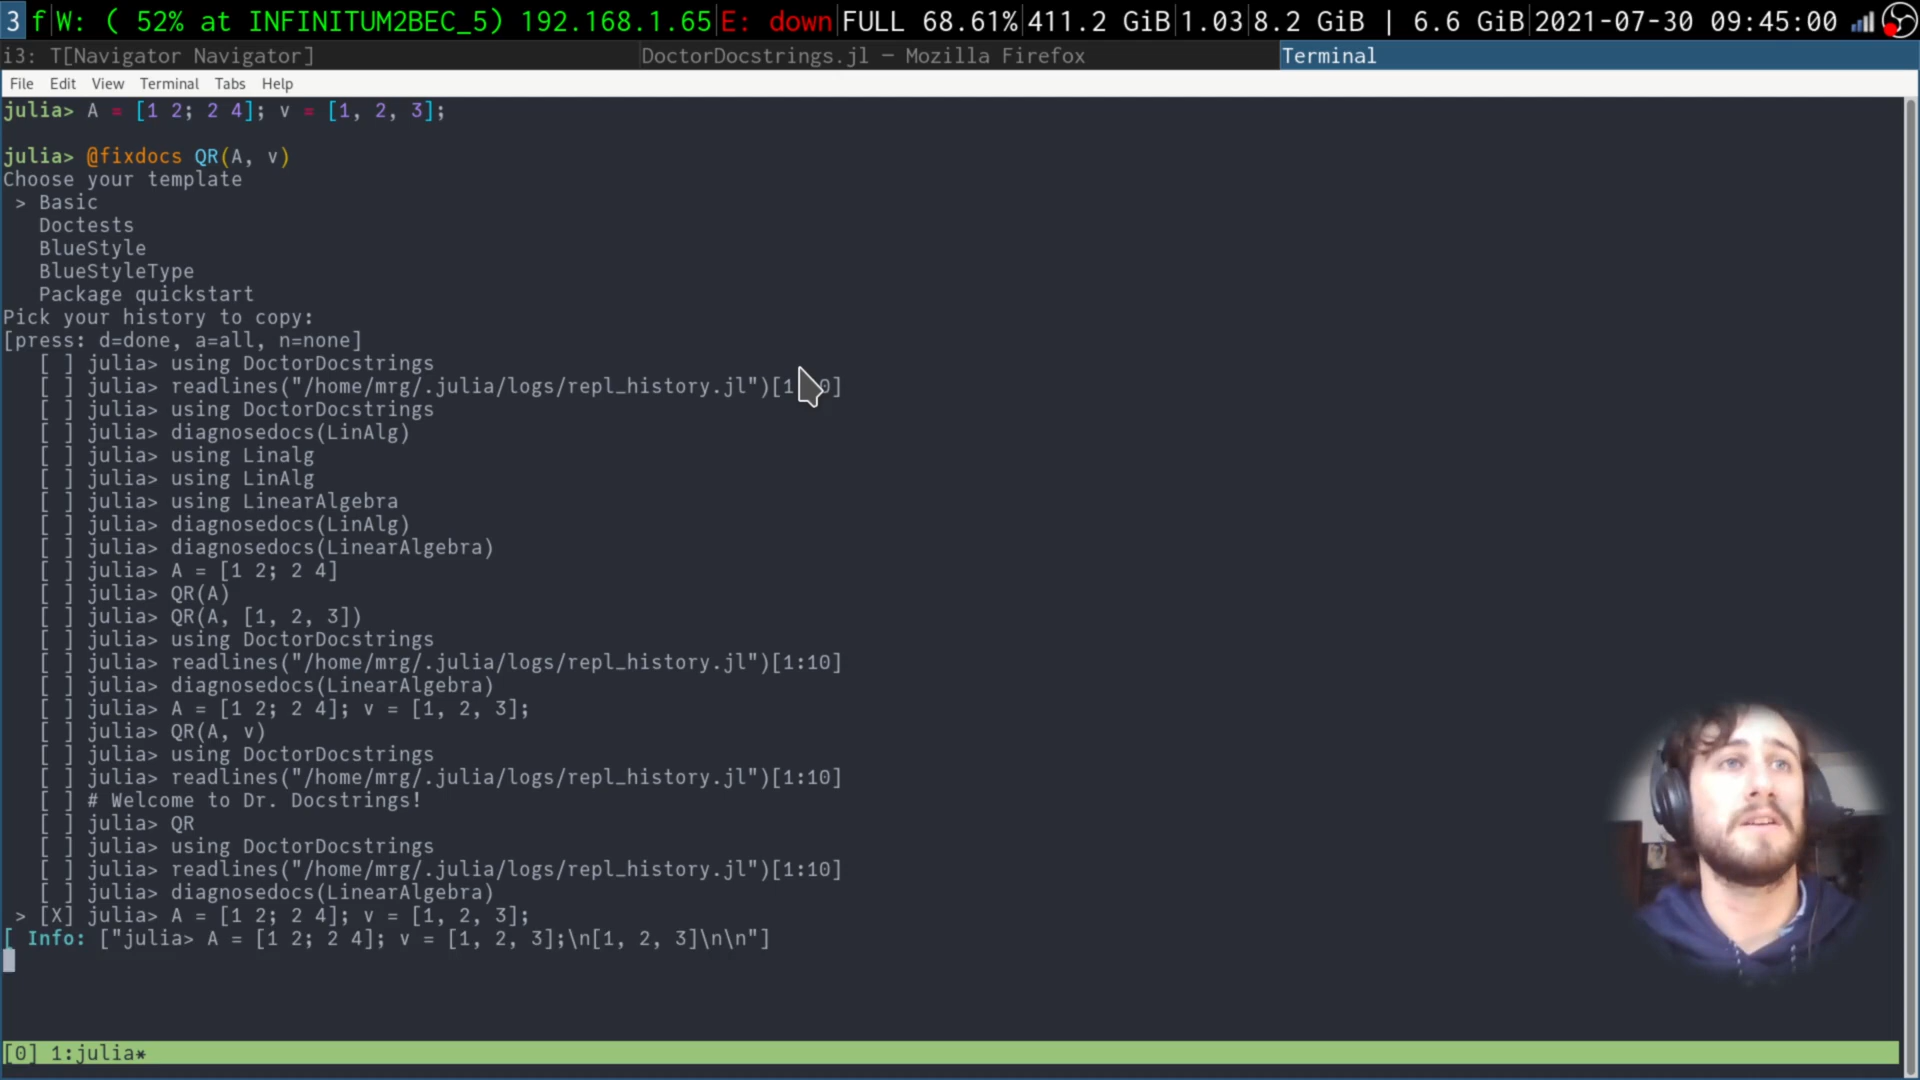 3 f W: ( 52% at INFINITUM2BEC_5) 192.168.1.65 E: down FULL 68.61% 411.2 GiB 1.03 8.2 GiB | 6.6 GiB 2021-07-30 09:45:00
i3: T[Navigator Navigator] DoctorDocstrings.jl — Mozilla Firefox Terminal
File Edit View Terminal Tabs Help
julia> A = [1 2; 2 4]; v = [1, 2, 3];
julia> @fixdocs QR(A, v)
Choose your template
> Basic
Doctests
BlueStyle
BlueStyleType
Package quickstart
Pick your history to copy:
[press: d=done, a=all, n=none]
[ ] julia> using DoctorDocstrings
[ ] julia> readlines("/home/mrg/.julia/logs/repl_history.jl")[1 0]
[ ] julia> using DoctorDocstrings
[ ] julia> diagnosedocs(LinAlg)
[ ] julia> using Linalg
[ ] julia> using LinAlg
[ ] julia> using LinearAlgebra
[ ] julia> diagnosedocs(LinAlg)
[ ] julia> diagnosedocs(LinearAlgebra)
[ ] julia> A = [1 2; 2 4]
[ ] julia> QR(A)
[ ] julia> QR(A, [1, 2, 3])
[ ] julia> using DoctorDocstrings
[ ] julia> readlines("/home/mrg/.julia/logs/repl_history.jl")[1:10]
[ ] julia> diagnosedocs(LinearAlgebra)
[ ] julia> A = [1 2; 2 4]; v = [1, 2, 3];
[ ] julia> QR(A, v)
[ ] julia> using DoctorDocstrings
[ ] julia> readlines("/home/mrg/.julia/logs/repl_history.jl")[1:10]
[ ] # Welcome to Dr. Docstrings!
[ ] julia> QR
[ ] julia> using DoctorDocstrings
[ ] julia> readlines("/home/mrg/.julia/logs/repl_history.jl")[1:10]
[ ] julia> diagnosedocs(LinearAlgebra)
> [X] julia> A = [1 2; 2 4]; v = [1, 2, 3];
[ Info: ["julia> A = [1 2; 2 4]; v = [1, 2, 3];\n[1, 2, 3]\n\n"]
[0] 1:julia*